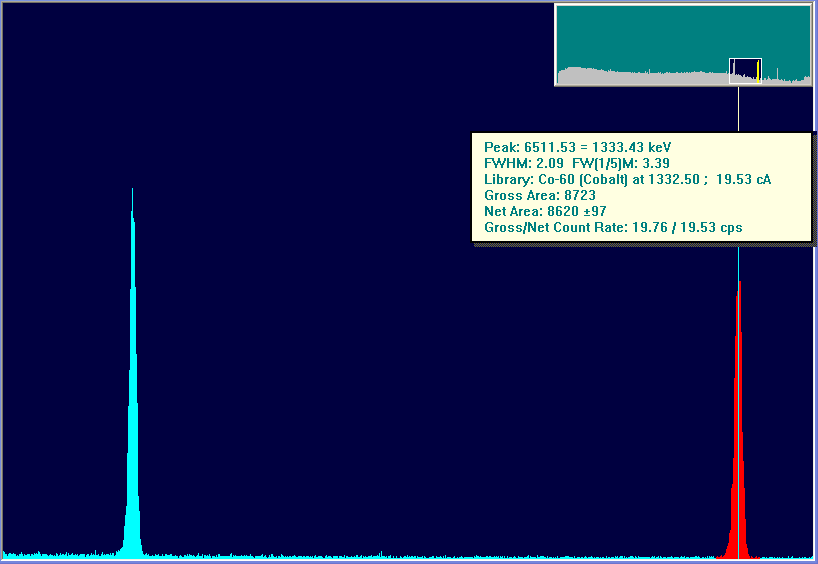 Peak: 6511.53 = 1333.43 keV
FWHM: 2.09 FW(1/5)M: 3.39
Library: Co-60 (Cobalt) at 1332.50 ; 19.53 cA
Gross Area: 8723
Net Area: 8620 ±97
Gross/Net Count Rate: 19.76 / 19.53 cps